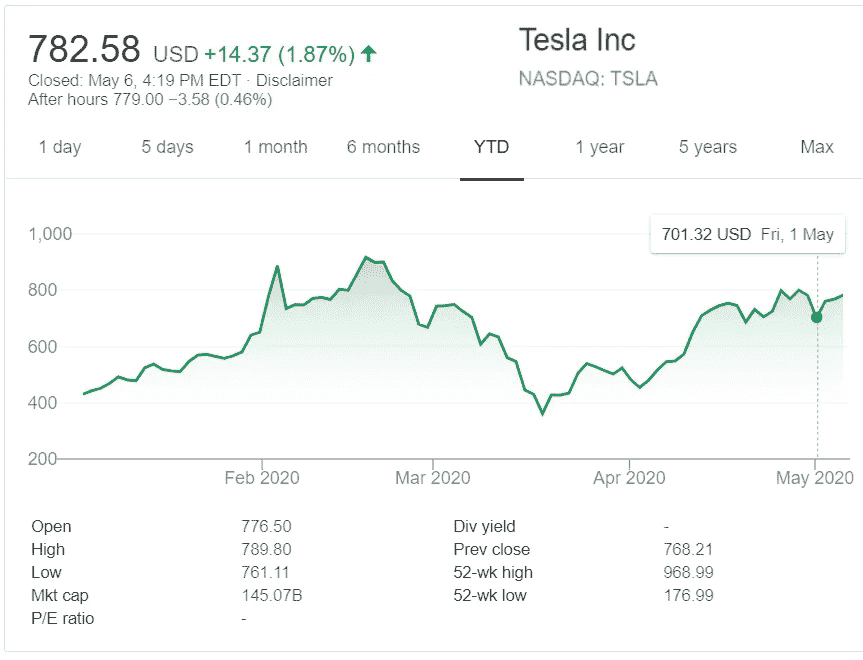 782.58 USD +14.37 (1.87%)
Closed: May 6, 4:19 PM EDT · Disclaimer
After hours 779.00 −3.58 (0.46%)
Tesla Inc
NASDAQ: TSLA
1 day 5 days 1 month 6 months YTD 1 year 5 years Max
701.32 USD Fri, 1 May
1,000
800
600
400
200
Feb 2020 Mar 2020 Apr 2020 May 2020
Open 776.50 Div yield -
High 789.80 Prev close 768.21
Low 761.11 52-wk high 968.99
Mkt cap 145.07B 52-wk low 176.99
P/E ratio -